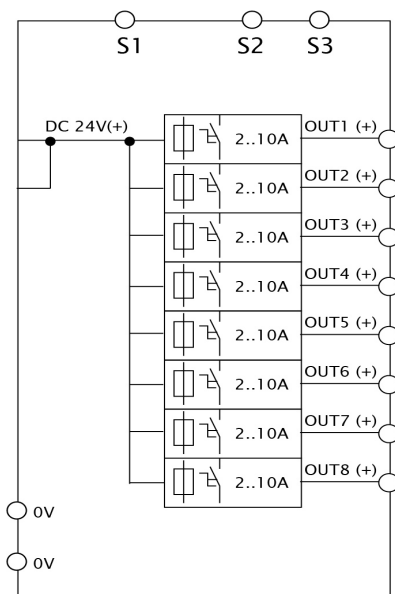 S1 S2 S3
DC 24V(+)
2..10A OUT1 (+)
2..10A OUT2 (+)
2..10A OUT3 (+)
2..10A OUT4 (+)
2..10A OUT5 (+)
2..10A OUT6 (+)
2..10A OUT7 (+)
2..10A OUT8 (+)
0V
0V